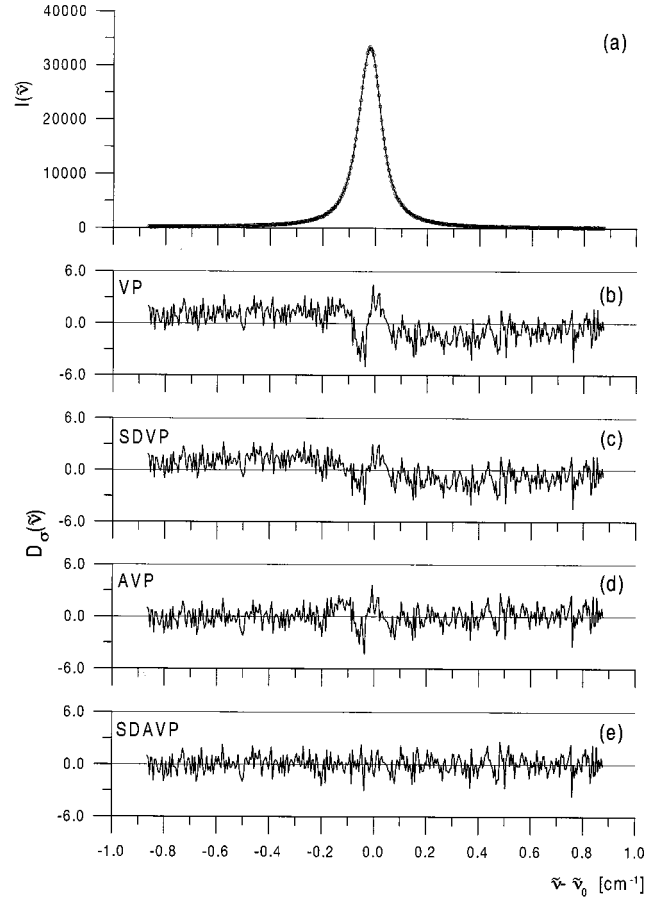 40000
(a)
30000
I(ṽ)
20000
10000
0
6.0
VP
(b)
0.0
-6.0
6.0
SDVP
(c)
0.0
-6.0
D_σ(ṽ)
6.0
AVP
(d)
0.0
-6.0
6.0
SDAVP
(e)
0.0
-6.0
-1.0 -0.8 -0.6 -0.4 -0.2 0.0 0.2 0.4 0.6 0.8 1.0
ṽ- ṽ₀ [cm⁻¹]